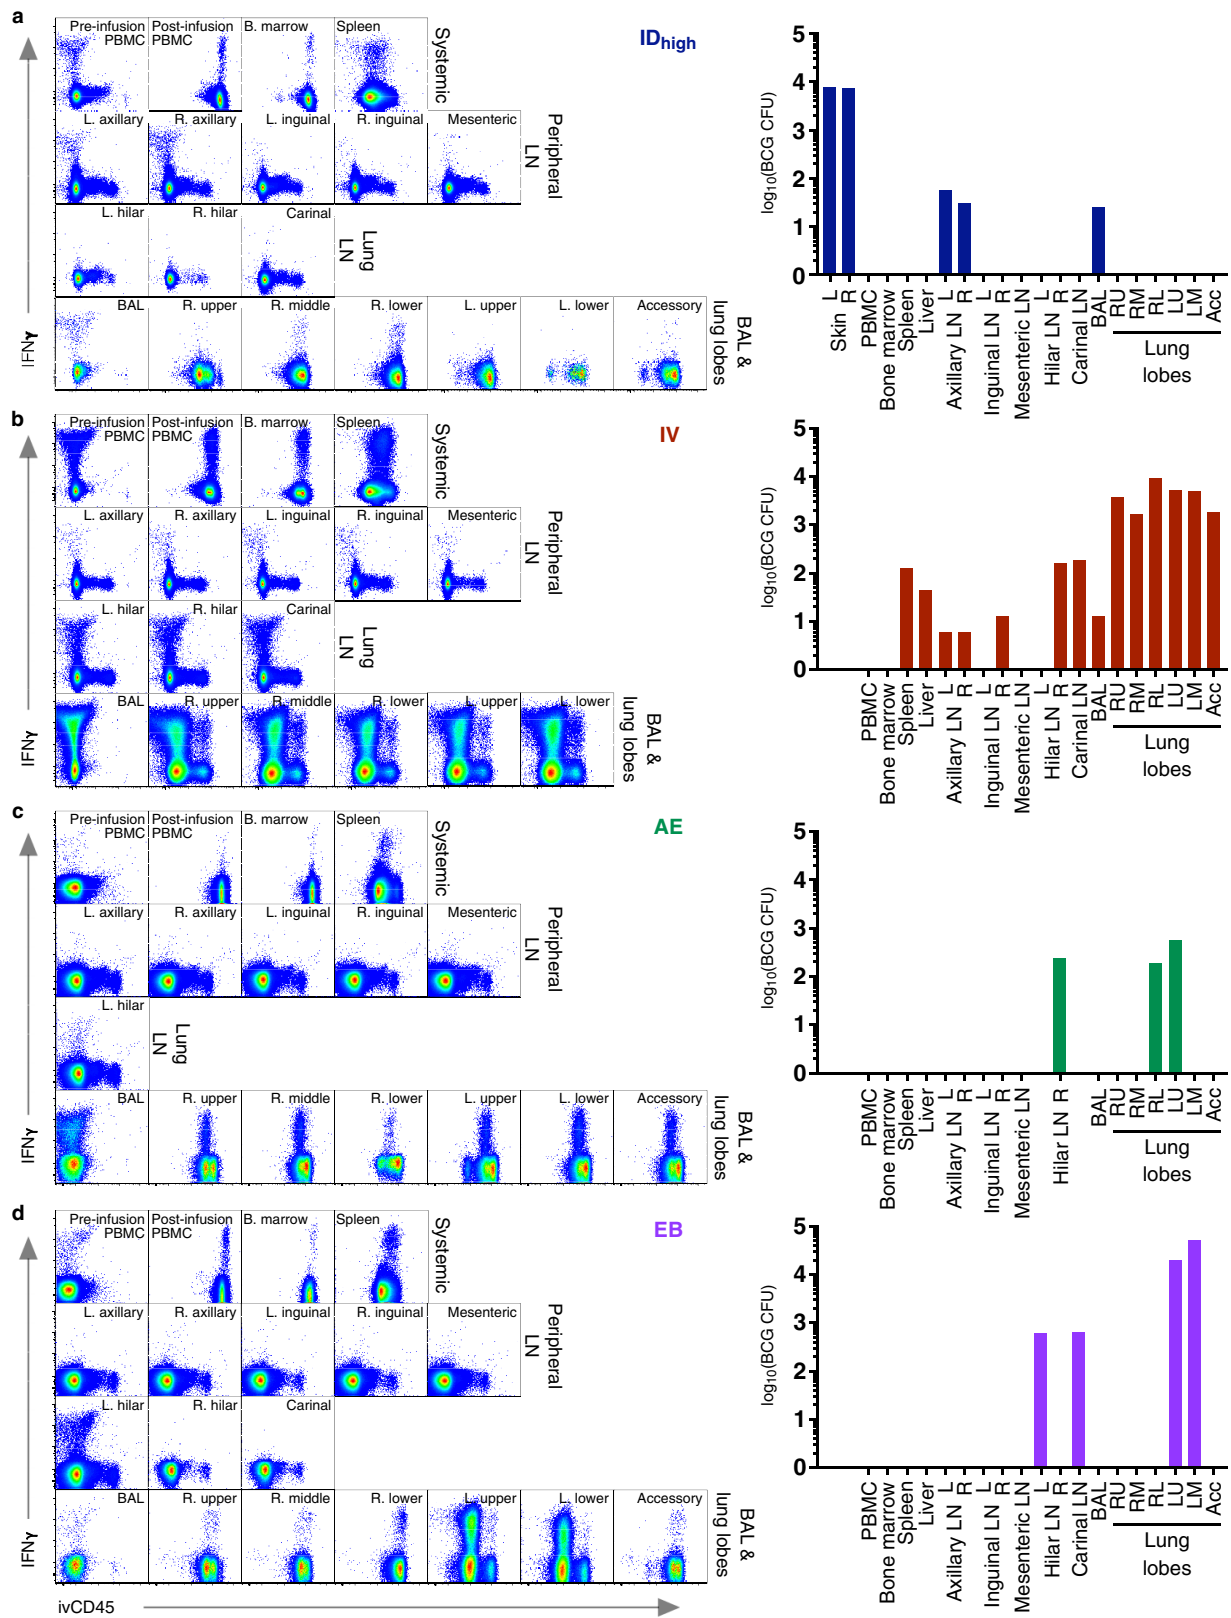 a
Pre-infusion PBMC
Post-infusion PBMC
B. marrow
Spleen
Systemic
ID high
L. axillary
R. axillary
L. inguinal
R. inguinal
Mesenteric
Peripheral LN
L. hilar
R. hilar
Carinal
Lung LN
BAL
R. upper
R. middle
R. lower
L. upper
L. lower
Accessory
BAL & lung lobes
IFNγ
log10(BCG CFU)
5
4
3
2
1
0
L
Skin R
PBMC
Bone marrow
Spleen
Liver
L
Axillary LN R
L
Inguinal LN R
Mesenteric LN
L
Hilar LN R
Carinal LN
BAL
RU
RM
RL
LU
LM
Acc
Lung lobes
b
Pre-infusion PBMC
Post-infusion PBMC
B. marrow
Spleen
Systemic
IV
L. axillary
R. axillary
L. inguinal
R. inguinal
Mesenteric
Peripheral LN
L. hilar
R. hilar
Carinal
Lung LN
BAL
R. upper
R. middle
R. lower
L. upper
L. lower
BAL & lung lobes
IFNγ
log10(BCG CFU)
5
4
3
2
1
0
PBMC
Bone marrow
Spleen
Liver
L
Axillary LN R
L
Inguinal LN R
Mesenteric LN
L
Hilar LN R
Carinal LN
BAL
RU
RM
RL
LU
LM
Acc
Lung lobes
c
Pre-infusion PBMC
Post-infusion PBMC
B. marrow
Spleen
Systemic
AE
L. axillary
R. axillary
L. inguinal
R. inguinal
Mesenteric
Peripheral LN
L. hilar
Lung LN
BAL
R. upper
R. middle
R. lower
L. upper
L. lower
Accessory
BAL & lung lobes
IFNγ
log10(BCG CFU)
5
4
3
2
1
0
PBMC
Bone marrow
Spleen
Liver
L
Axillary LN R
L
Inguinal LN R
Mesenteric LN
Hilar LN R
BAL
RU
RM
RL
LU
LM
Acc
Lung lobes
d
Pre-infusion PBMC
Post-infusion PBMC
B. marrow
Spleen
Systemic
EB
L. axillary
R. axillary
L. inguinal
R. inguinal
Mesenteric
Peripheral LN
L. hilar
R. hilar
Carinal
BAL
R. upper
R. middle
R. lower
L. upper
L. lower
Accessory
BAL & lung lobes
IFNγ
ivCD45
log10(BCG CFU)
5
4
3
2
1
0
PBMC
Bone marrow
Spleen
Liver
L
Axillary LN R
L
Inguinal LN R
Mesenteric LN
L
Hilar LN R
Carinal LN
BAL
RU
RM
RL
LU
LM
Acc
Lung lobes